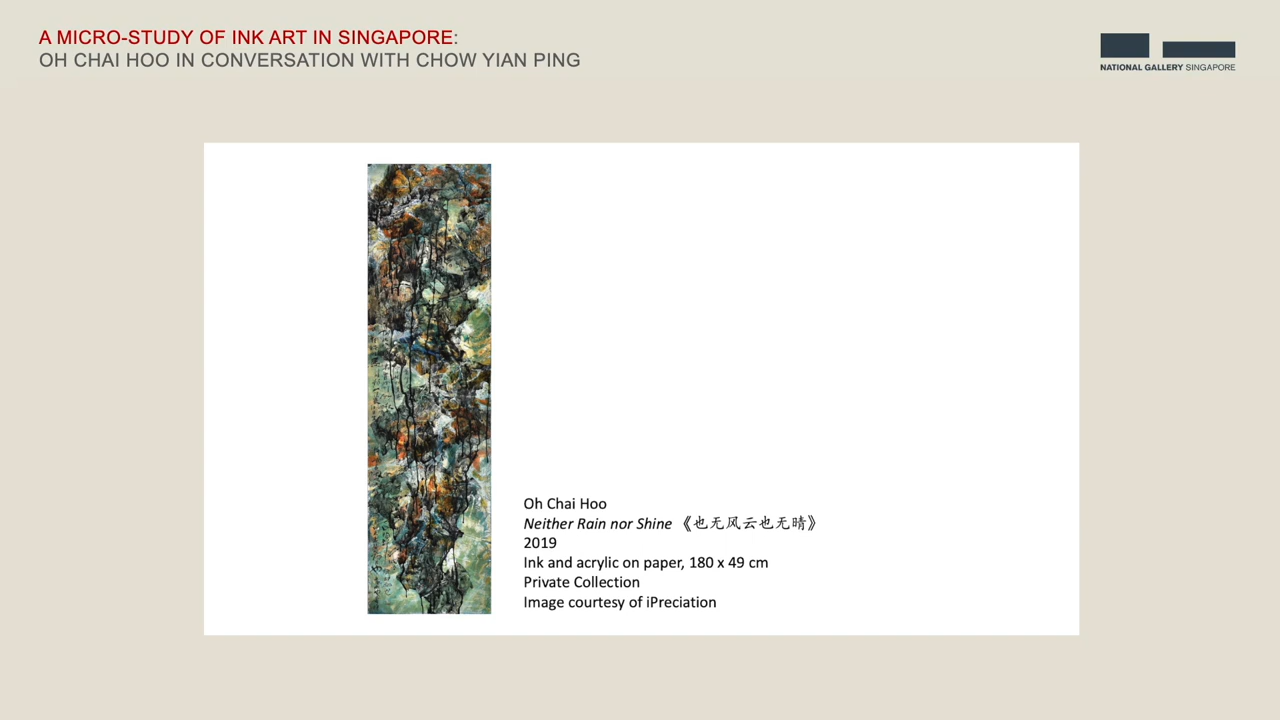 A MICRO-STUDY OF INK ART IN SINGAPORE:
OH CHAI HOO IN CONVERSATION WITH CHOW YIAN PING
NATIONAL GALLERY SINGAPORE
Oh Chai Hoo
Neither Rain nor Shine 《也无风云也无晴》
2019
Ink and acrylic on paper, 180 x 49 cm
Private Collection
Image courtesy of iPreciation